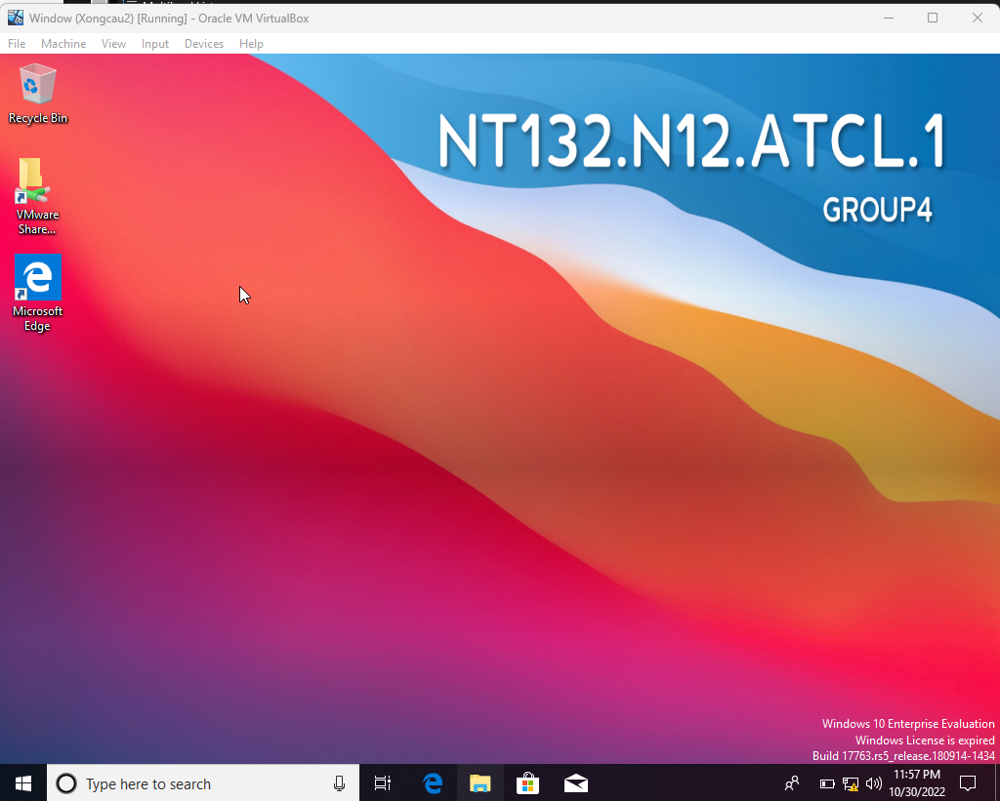 Window (Xongcau2) [Running] - Oracle VM VirtualBox
File Machine View Input Devices Help
NT132.N12.ATCL.1
GROUP4
Recycle Bin
VMware
Share...
Microsoft
Edge
Windows 10 Enterprise Evaluation
Windows License is expired
Build 17763.rs5_release.180914-1434
Type here to search
11:57 PM
10/30/2022